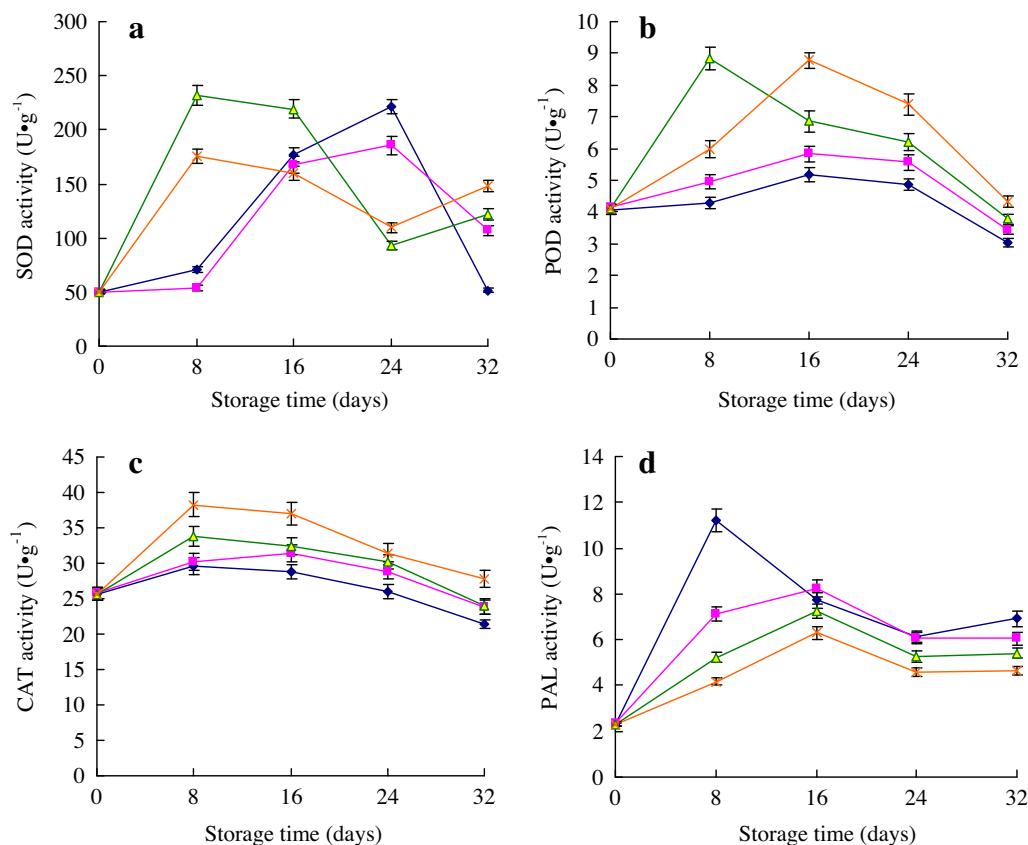 a
SOD activity (U•g⁻¹)
300
250
200
150
100
50
0
0 8 16 24 32
Storage time (days)
b
POD activity (U•g⁻¹)
10
9
8
7
6
5
4
3
2
1
0
0 8 16 24 32
Storage time (days)
c
CAT activity (U•g⁻¹)
45
40
35
30
25
20
15
10
5
0
0 8 16 24 32
Storage time (days)
d
PAL activity (U•g⁻¹)
14
12
10
8
6
4
2
0
0 8 16 24 32
Storage time (days)